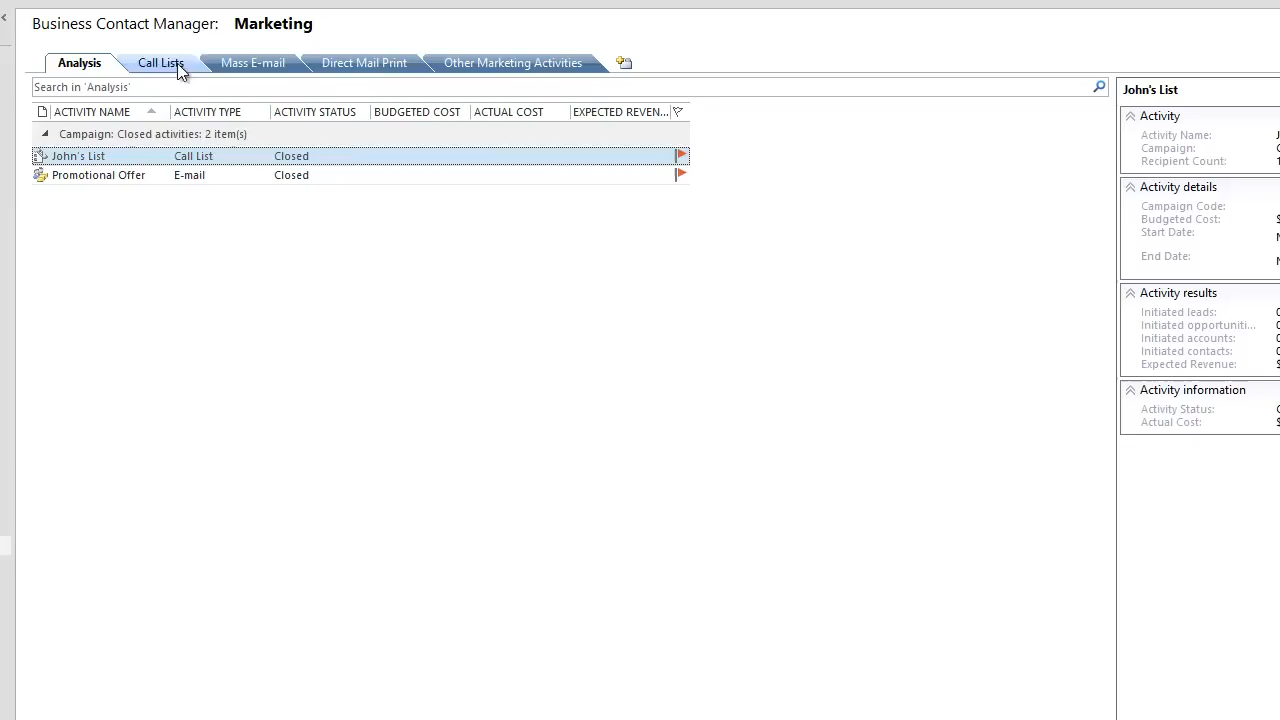 Business Contact Manager: Marketing
Analysis Call Lists Mass E-mail Direct Mail Print Other Marketing Activities
Search in 'Analysis'
ACTIVITY NAME ACTIVITY TYPE ACTIVITY STATUS BUDGETED COST ACTUAL COST EXPECTED REVEN...
Campaign: Closed activities: 2 item(s)
John's List Call List Closed
Promotional Offer E-mail Closed
John's List
Activity
Activity Name:
Campaign:
Recipient Count:
Activity details
Campaign Code:
Budgeted Cost:
Start Date:
End Date:
Activity results
Initiated leads:
Initiated opportuniti...
Initiated accounts:
Initiated contacts:
Expected Revenue:
Activity information
Activity Status:
Actual Cost: